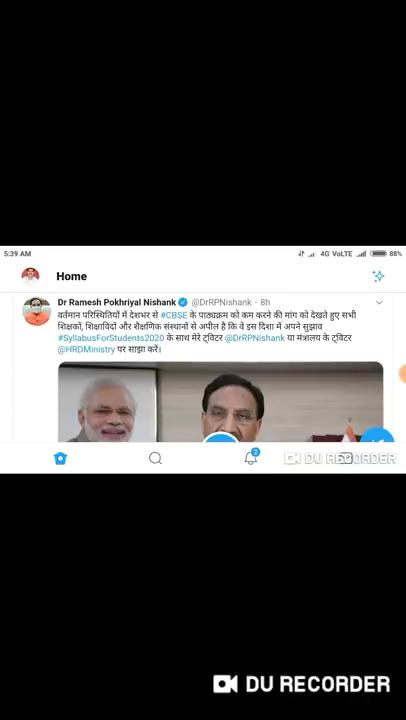 5:39 AM 4G VoLTE 88%
Home
Dr Ramesh Pokhriyal Nishank @DrRPNishank · 8h
वर्तमान परिस्थितियों में देशभर से #CBSE के पाठ्यक्रम को कम करने की मांग को देखते हुए सभी
शिक्षकों, शिक्षाविदों और शैक्षणिक संस्थानों से अपील है कि वे इस दिशा में अपने सुझाव
#SyllabusForStudents2020 के साथ मेरे ट्विटर @DrRPNishank या मंत्रालय के ट्विटर
@HRDMinistry पर साझा करें।
2
DU RECORDER
DU RECORDER